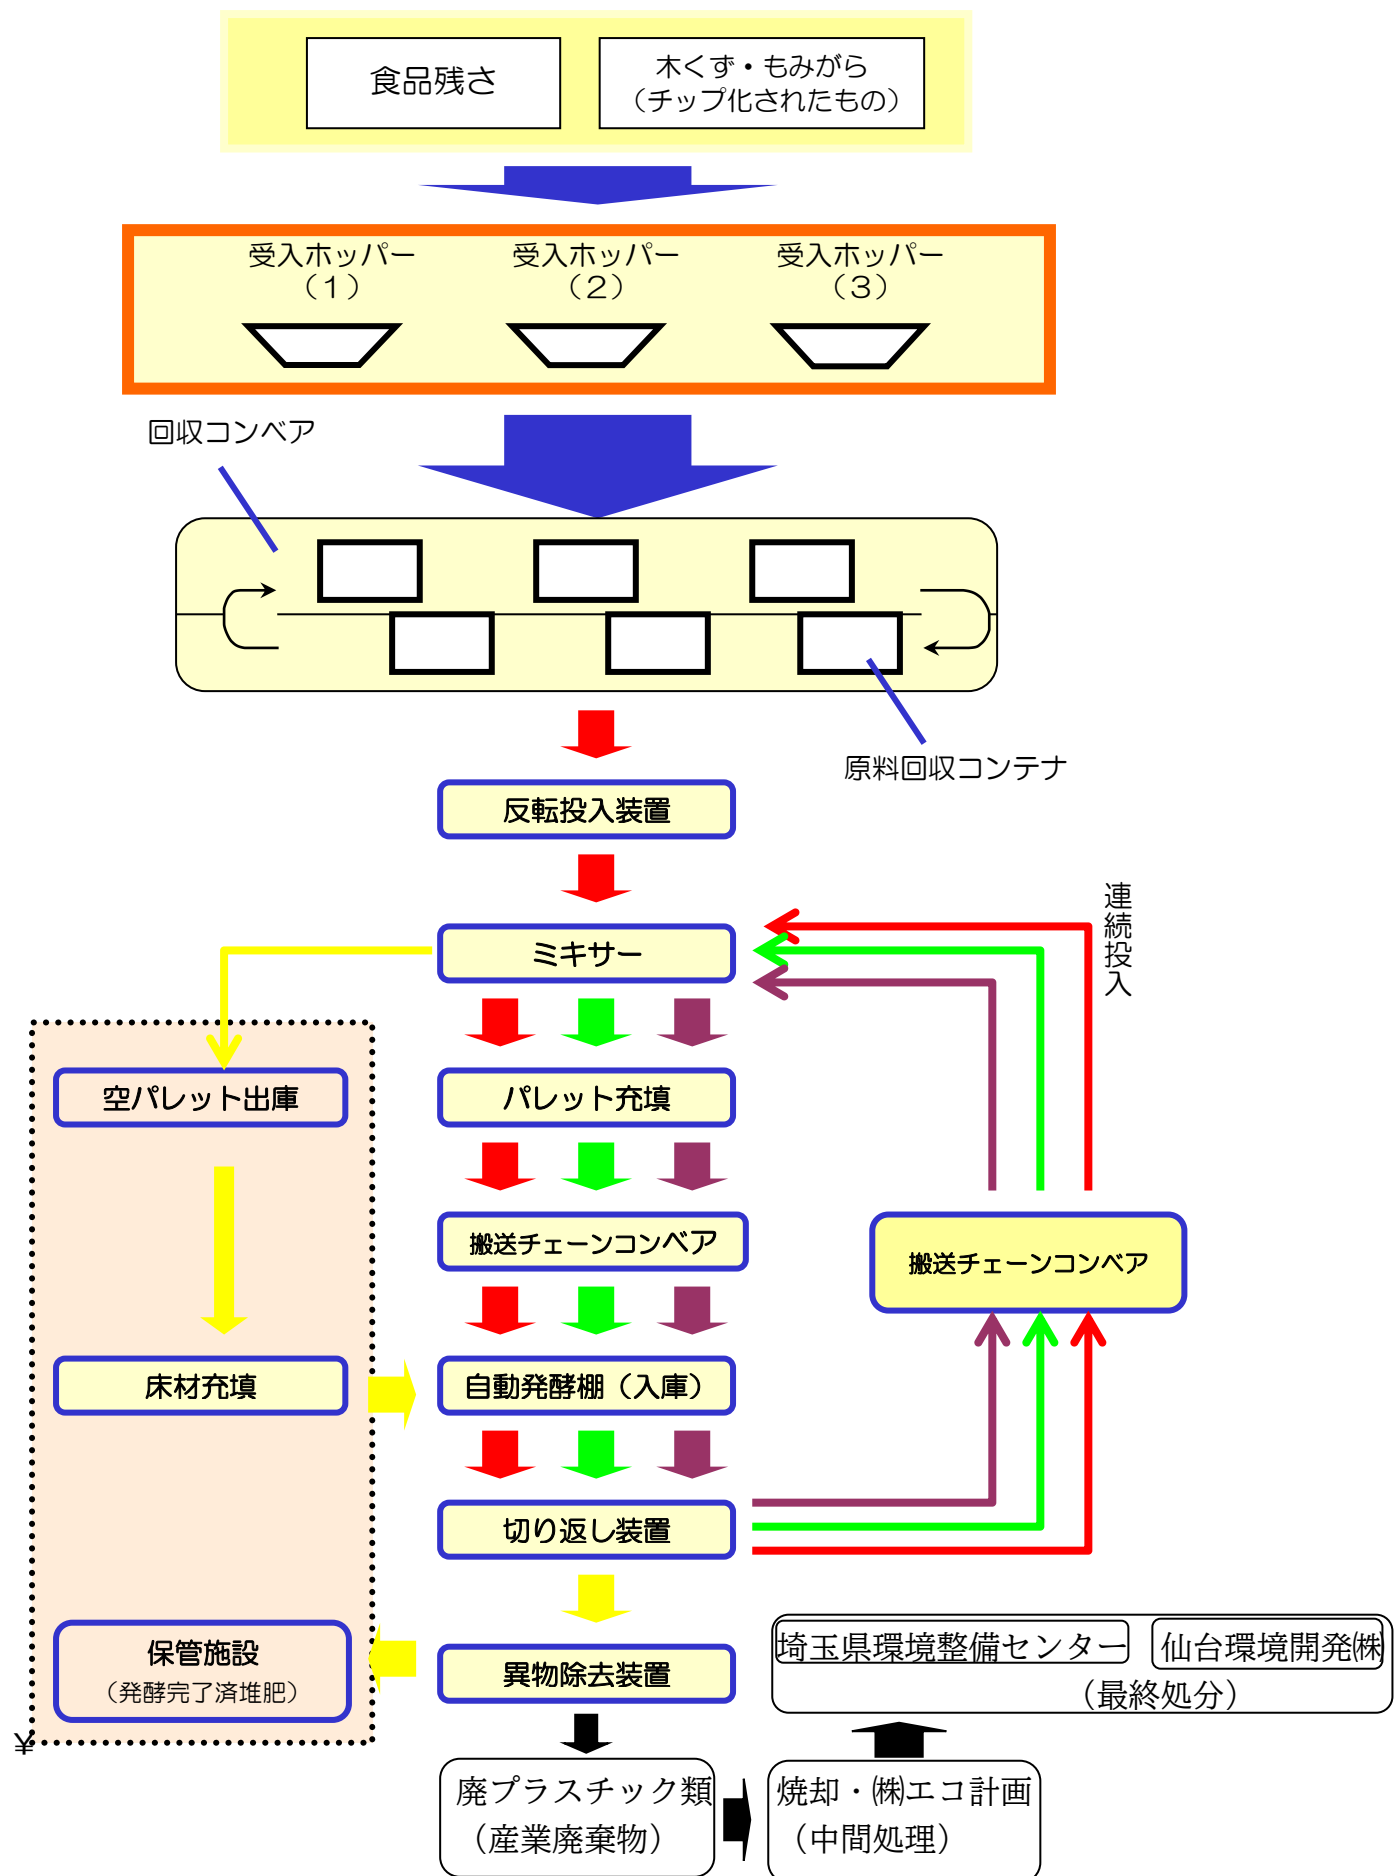 食品残さ
木くず・もみがら
（チップ化されたもの）
受入ホッパー
（１）
受入ホッパー
（２）
受入ホッパー
（３）
回収コンベア
原料回収コンテナ
反転投入装置
連続投入
ミキサー
空パレット出庫
パレット充填
搬送チェーンコンベア
搬送チェーンコンベア
床材充填
自動発酵棚（入庫）
切り返し装置
保管施設
（発酵完了済堆肥）
異物除去装置
埼玉県環境整備センター
仙台環境開発㈱
（最終処分）
¥
廃プラスチック類
（産業廃棄物）
焼却・㈱エコ計画
（中間処理）